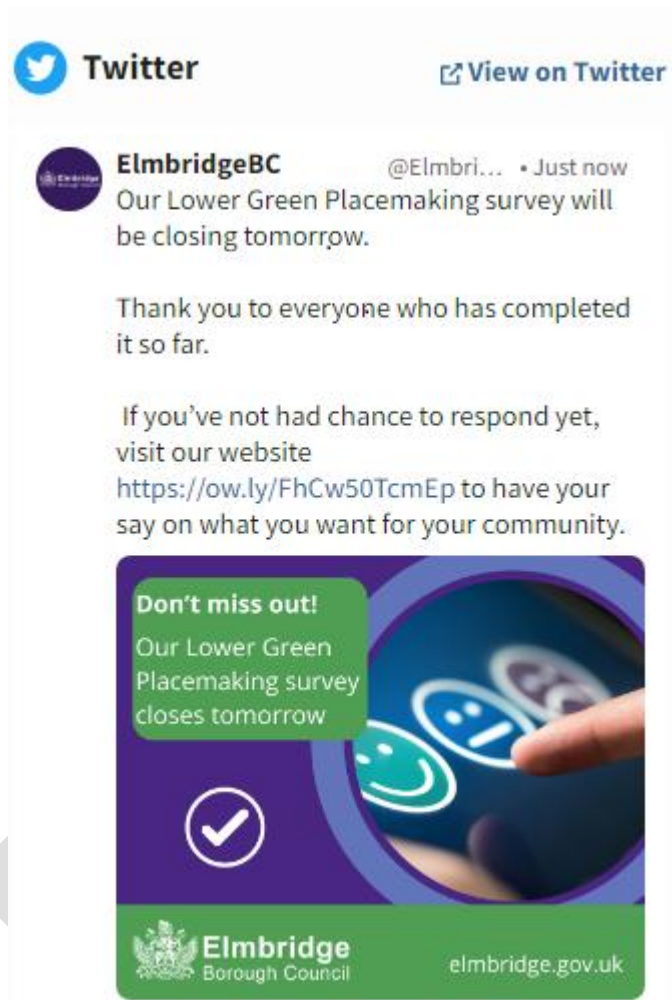 Twitter
View on Twitter
ElmbridgeBC @Elmbri... • Just now
Our Lower Green Placemaking survey will
be closing tomorrow.
Thank you to everyone who has completed
it so far.
If you've not had chance to respond yet,
visit our website
https://ow.ly/FhCw50TcmEp to have your
say on what you want for your community.
Don't miss out!
Our Lower Green
Placemaking survey
closes tomorrow
Elmbridge
Borough Council
elmbridge.gov.uk